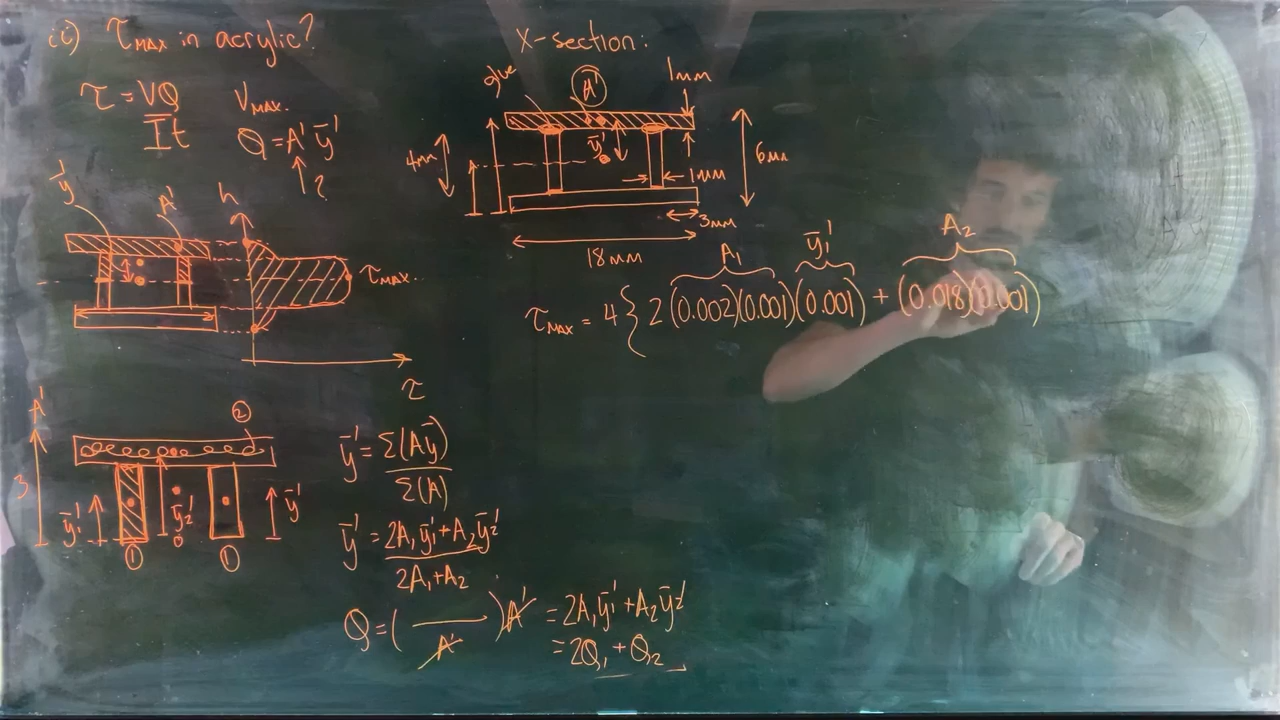 ii) τMAX in acrylic?
τ = VQ
It
VMAX.
Q = A' ȳ'
?
X-section:
glue
A'
1mm
4mm
ȳ'
6mm
1mm
3mm
18mm
ȳ'
A'
h
τMAX.
τ
A1 ȳ1' A2
τMAX = 4{ 2(0.002)(0.001)(0.001) + (0.018)(0.001)
A'
2
3
ȳ1'
ȳ2'
ȳ'
1
1
ȳ' = Σ(Aȳ)
Σ(A)
ȳ' = 2A1ȳ1' + A2ȳ2'
2A1 + A2
Q = ( )A' = 2A1ȳ1' + A2ȳ2'
A'
= 2Q1 + Q2